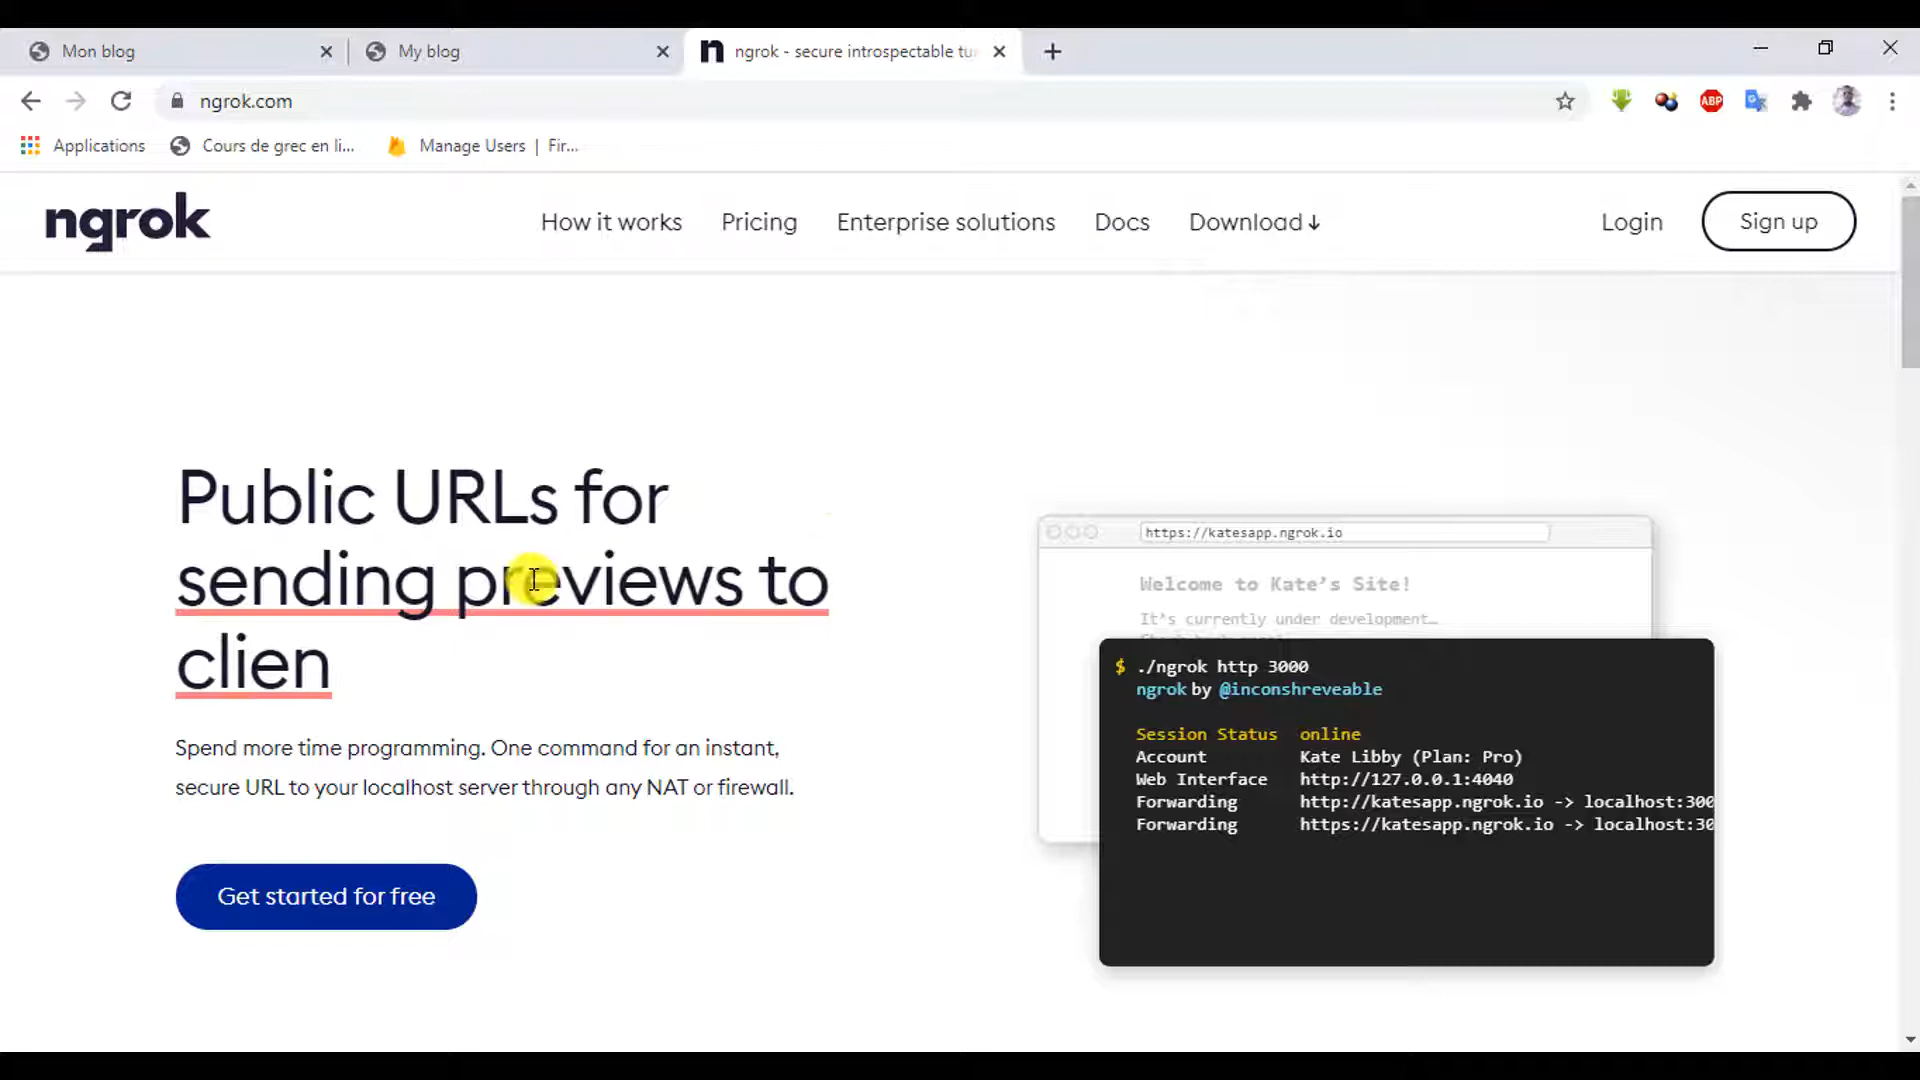 Mon blog
My blog
ngrok - secure introspectable tu
ngrok.com
ABP
Applications
Cours de grec en li...
Manage Users | Fir...
ngrok
How it works
Pricing
Enterprise solutions
Docs
Download ↓
Login
Sign up
Public URLs for
sending previews to
clien
Spend more time programming. One command for an instant,
secure URL to your localhost server through any NAT or firewall.
Get started for free
https://katesapp.ngrok.io
Welcome to Kate's Site!
It's currently under development…
$ ./ngrok http 3000
ngrok by @inconshreveable
Session Status online
Account Kate Libby (Plan: Pro)
Web Interface http://127.0.0.1:4040
Forwarding http://katesapp.ngrok.io -> localhost:300
Forwarding https://katesapp.ngrok.io -> localhost:30